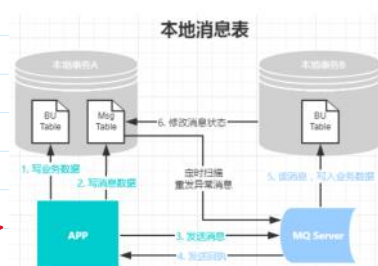 本地消息表
本地事务A
本地事务B
BU
Table
Msg
Table
6. 修改消息状态
BU
Table
1. 写业务数据
2. 写消息数据
定时扫描
重发异常消息
5. 读消息，写入业务数据
APP
3. 发送消息
MQ Server
4. 发送回执